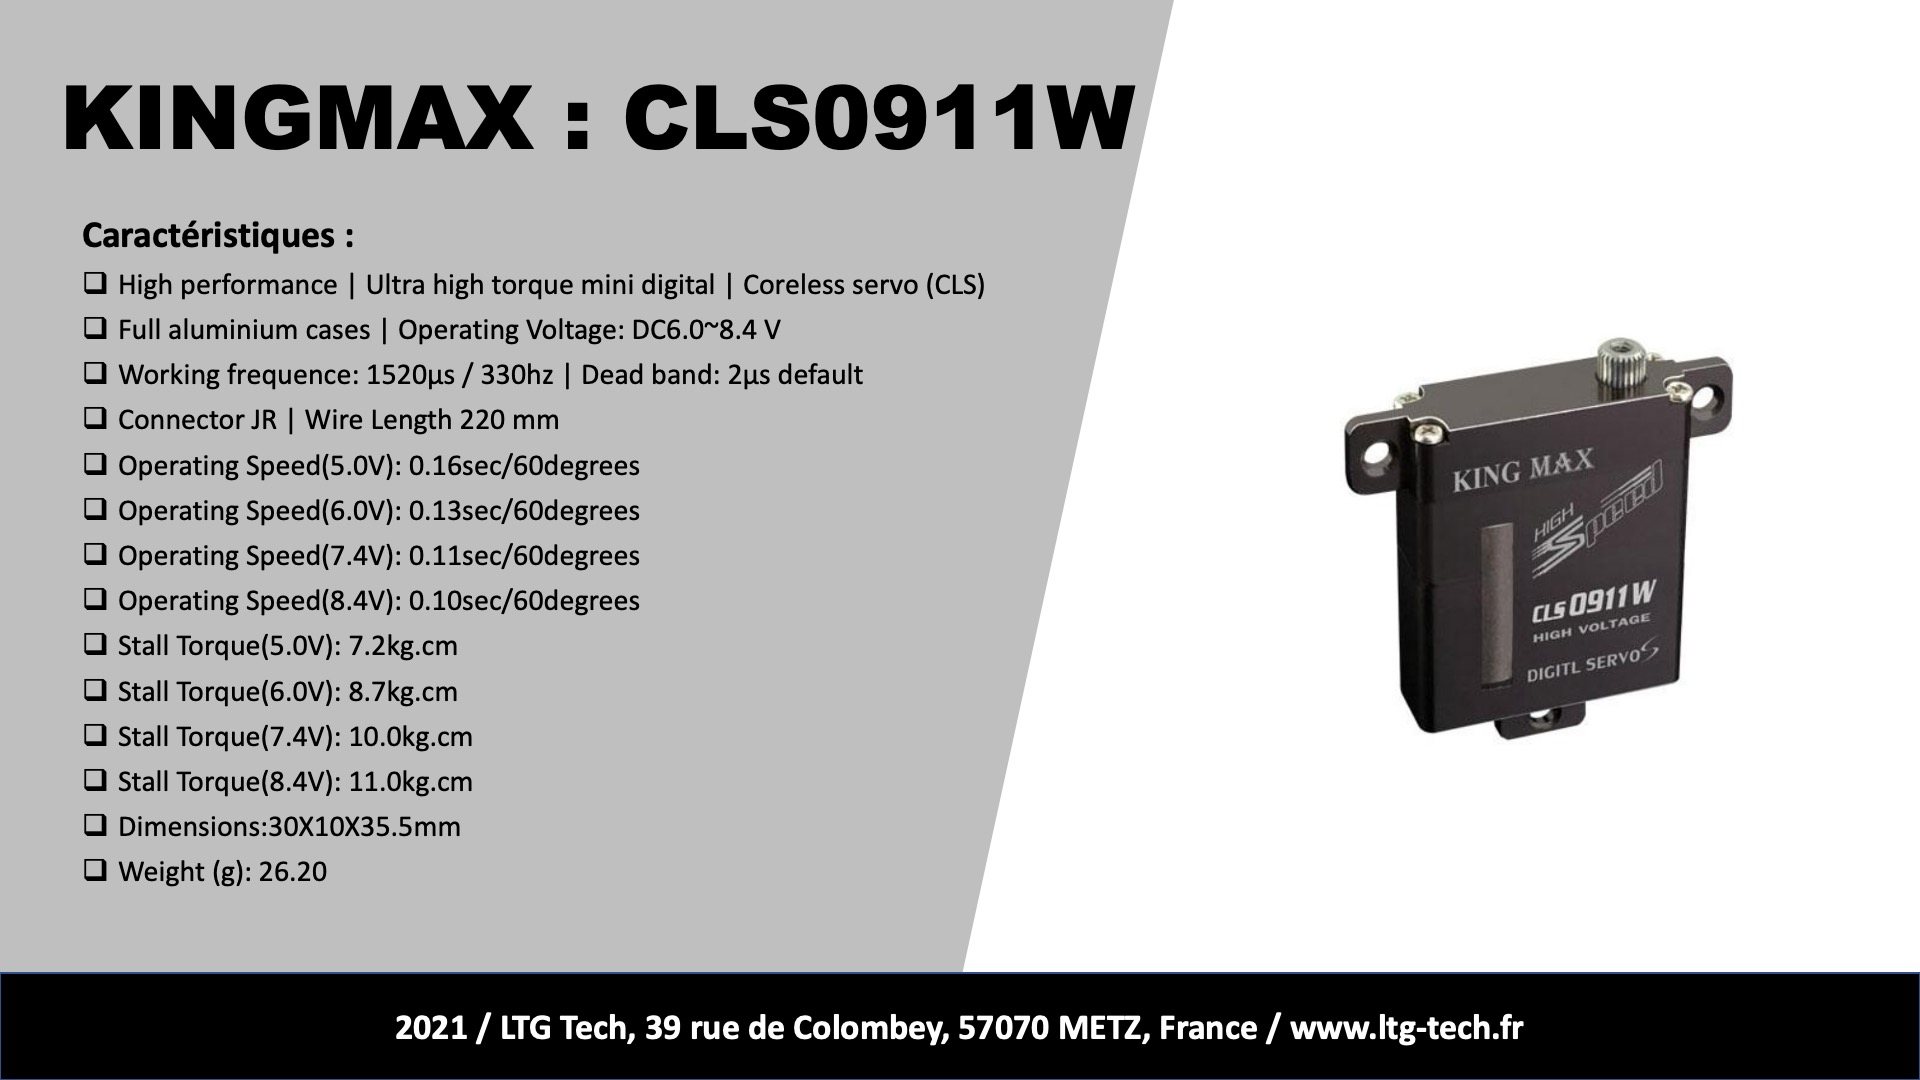 KINGMAX : CLS0911W
Caractéristiques :
High performance | Ultra high torque mini digital | Coreless servo (CLS)
Full aluminium cases | Operating Voltage: DC6.0~8.4 V
Working frequence: 1520µs / 330hz | Dead band: 2µs default
Connector JR | Wire Length 220 mm
Operating Speed(5.0V): 0.16sec/60degrees
Operating Speed(6.0V): 0.13sec/60degrees
Operating Speed(7.4V): 0.11sec/60degrees
Operating Speed(8.4V): 0.10sec/60degrees
Stall Torque(5.0V): 7.2kg.cm
Stall Torque(6.0V): 8.7kg.cm
Stall Torque(7.4V): 10.0kg.cm
Stall Torque(8.4V): 11.0kg.cm
Dimensions:30X10X35.5mm
Weight (g): 26.20
KING MAX
HIGH
Speed
CLS0911W
HIGH VOLTAGE
DIGITL SERVOS
2021 / LTG Tech, 39 rue de Colombey, 57070 METZ, France / www.ltg-tech.fr